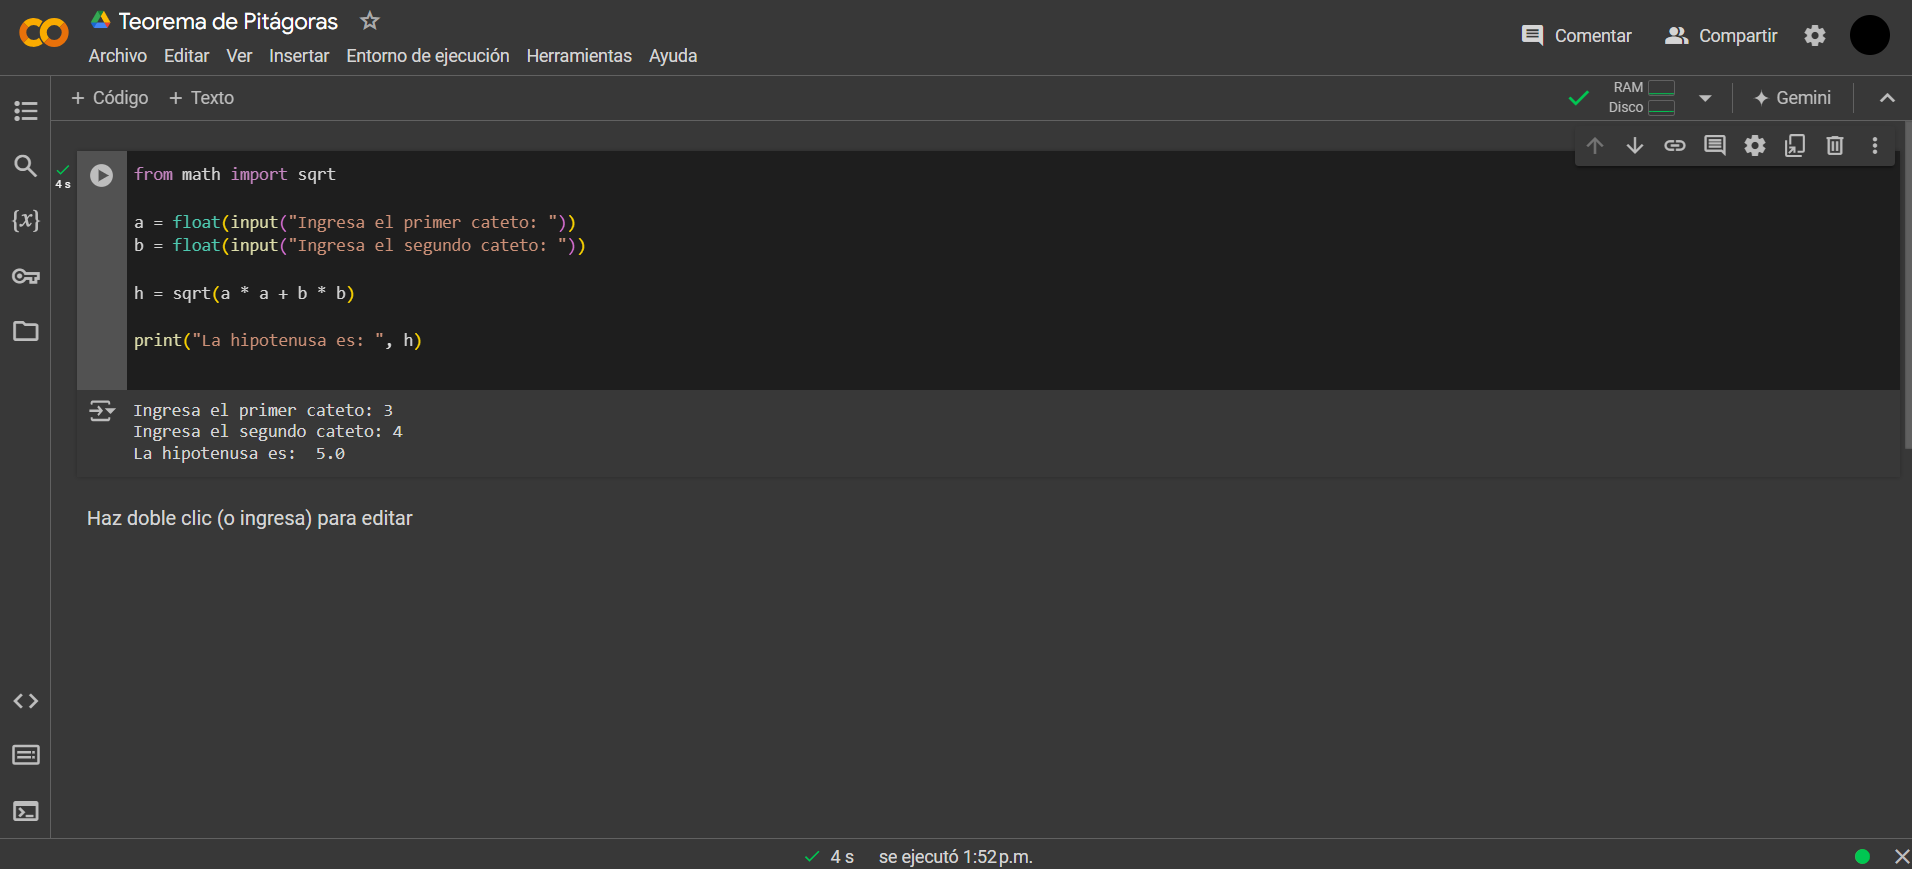 Teorema de Pitágoras
Comentar
Compartir
Archivo Editar Ver Insertar Entorno de ejecución Herramientas Ayuda
+ Código + Texto
RAM
Disco
Gemini
4 s
from math import sqrt
a = float(input("Ingresa el primer cateto: "))
b = float(input("Ingresa el segundo cateto: "))
h = sqrt(a * a + b * b)
print("La hipotenusa es: ", h)
Ingresa el primer cateto: 3
Ingresa el segundo cateto: 4
La hipotenusa es:  5.0
Haz doble clic (o ingresa) para editar
4 s se ejecutó 1:52 p.m.